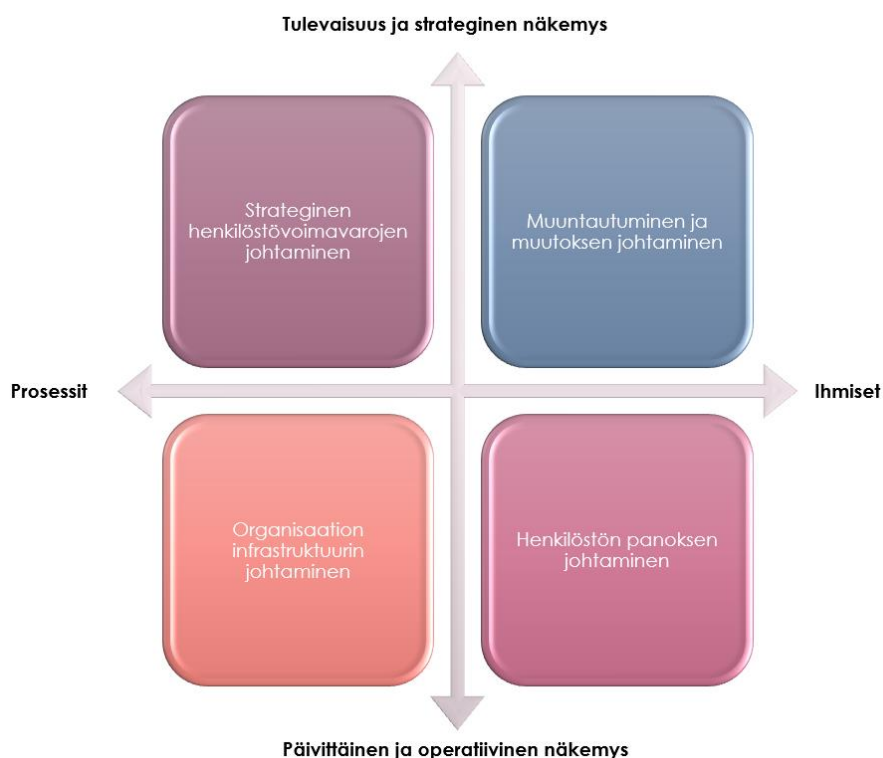 Tulevaisuus ja strateginen näkemys
Strateginen
henkilöstövoimavarojen
johtaminen
Muuntautuminen ja
muutoksen johtaminen
Prosessit
Ihmiset
Organisaation
infrastruktuurin
johtaminen
Henkilöstön panoksen
johtaminen
Päivittäinen ja operatiivinen näkemys